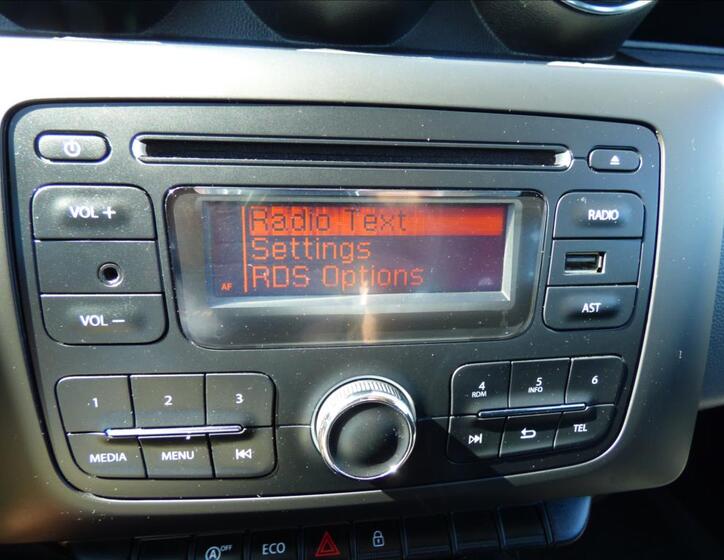 VOL +
RADIO
Radio Text
Settings
RDS Options
AF
VOL −
AST
1
2
3
4
RDM
5
INFO
6
MEDIA
MENU
TEL
A OFF
ECO